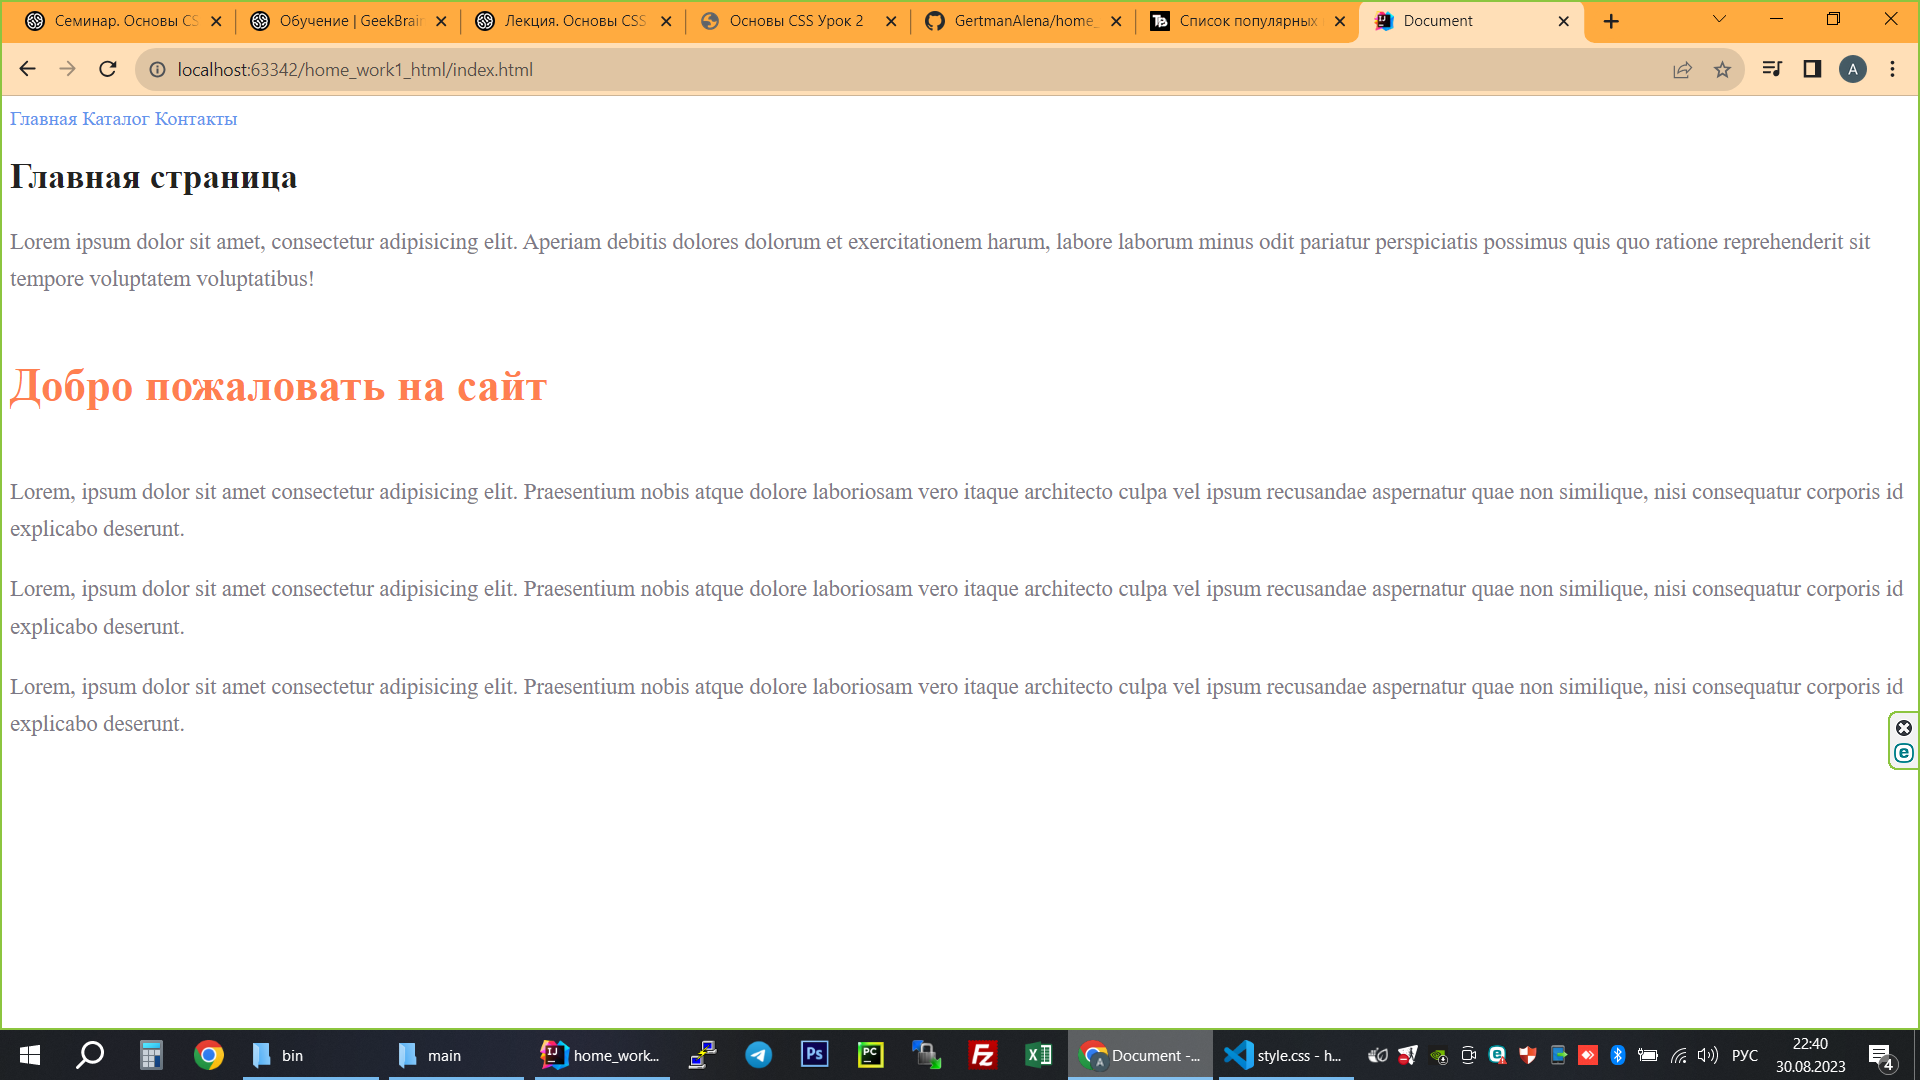 Семинар. Основы CS
Обучение | GeekBrain
Лекция. Основы CSS
Основы CSS Урок 2
GertmanAlena/home_
Список популярных
Document
localhost:63342/home_work1_html/index.html
A
Главная Каталог Контакты
Главная страница
Lorem ipsum dolor sit amet, consectetur adipisicing elit. Aperiam debitis dolores dolorum et exercitationem harum, labore laborum minus odit pariatur perspiciatis possimus quis quo ratione reprehenderit sit
tempore voluptatem voluptatibus!
Добро пожаловать на сайт
Lorem, ipsum dolor sit amet consectetur adipisicing elit. Praesentium nobis atque dolore laboriosam vero itaque architecto culpa vel ipsum recusandae aspernatur quae non similique, nisi consequatur corporis id
explicabo deserunt.
Lorem, ipsum dolor sit amet consectetur adipisicing elit. Praesentium nobis atque dolore laboriosam vero itaque architecto culpa vel ipsum recusandae aspernatur quae non similique, nisi consequatur corporis id
explicabo deserunt.
Lorem, ipsum dolor sit amet consectetur adipisicing elit. Praesentium nobis atque dolore laboriosam vero itaque architecto culpa vel ipsum recusandae aspernatur quae non similique, nisi consequatur corporis id
explicabo deserunt.
bin
main
home_work...
Document -...
style.css - h...
РУС
22:40
30.08.2023
4